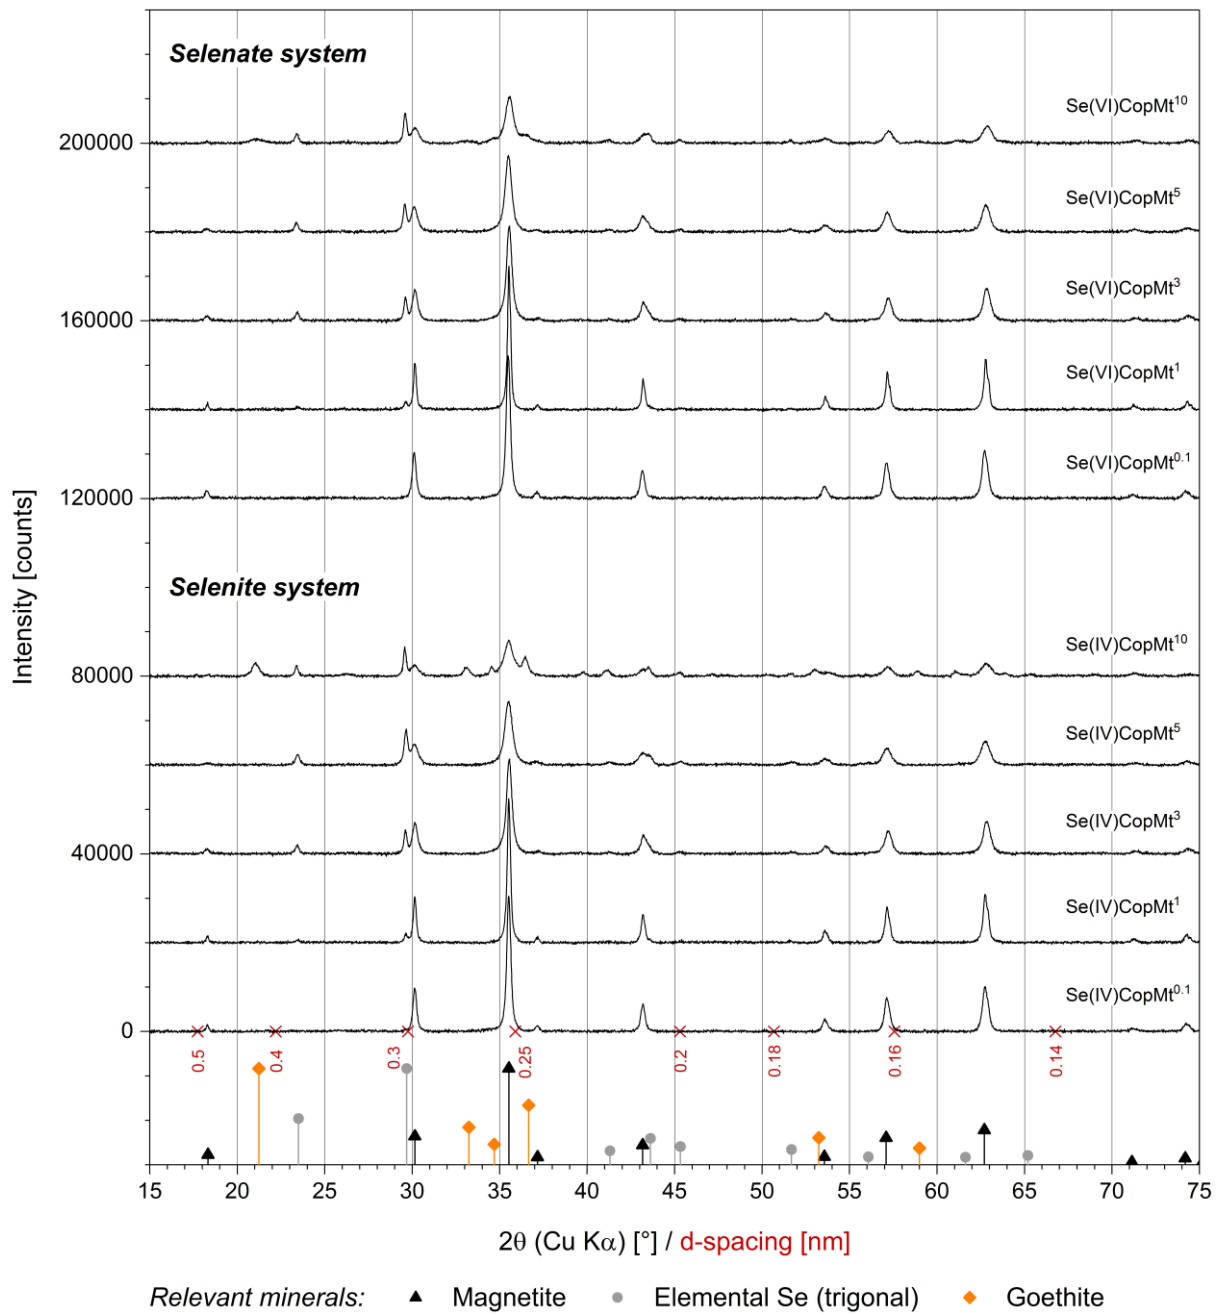 Selenate system
Se(VI)CopMt¹⁰
200000
Se(VI)CopMt⁵
Se(VI)CopMt³
160000
Se(VI)CopMt¹
Se(VI)CopMt⁰·¹
120000
Intensity [counts]
Selenite system
Se(IV)CopMt¹⁰
80000
Se(IV)CopMt⁵
Se(IV)CopMt³
40000
Se(IV)CopMt¹
Se(IV)CopMt⁰·¹
0
0.5 0.4 0.3 0.25 0.2 0.18 0.16 0.14
15 20 25 30 35 40 45 50 55 60 65 70 75
2θ (Cu Kα) [°] / d-spacing [nm]
Relevant minerals: Magnetite Elemental Se (trigonal) Goethite